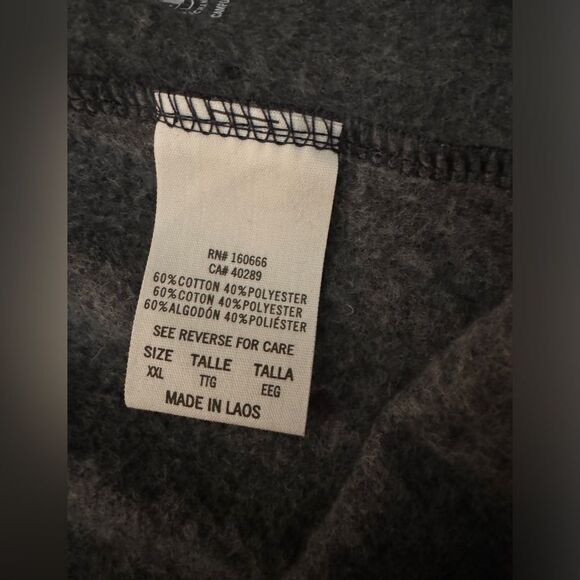 RN# 160666
CA# 40289
60%COTTON 40%POLYESTER
60%COTON 40%POLYESTER
60%ALGODÓN 40%POLIÉSTER
SEE REVERSE FOR CARE
SIZE TALLE TALLA
XXL TTG EEG
MADE IN LAOS